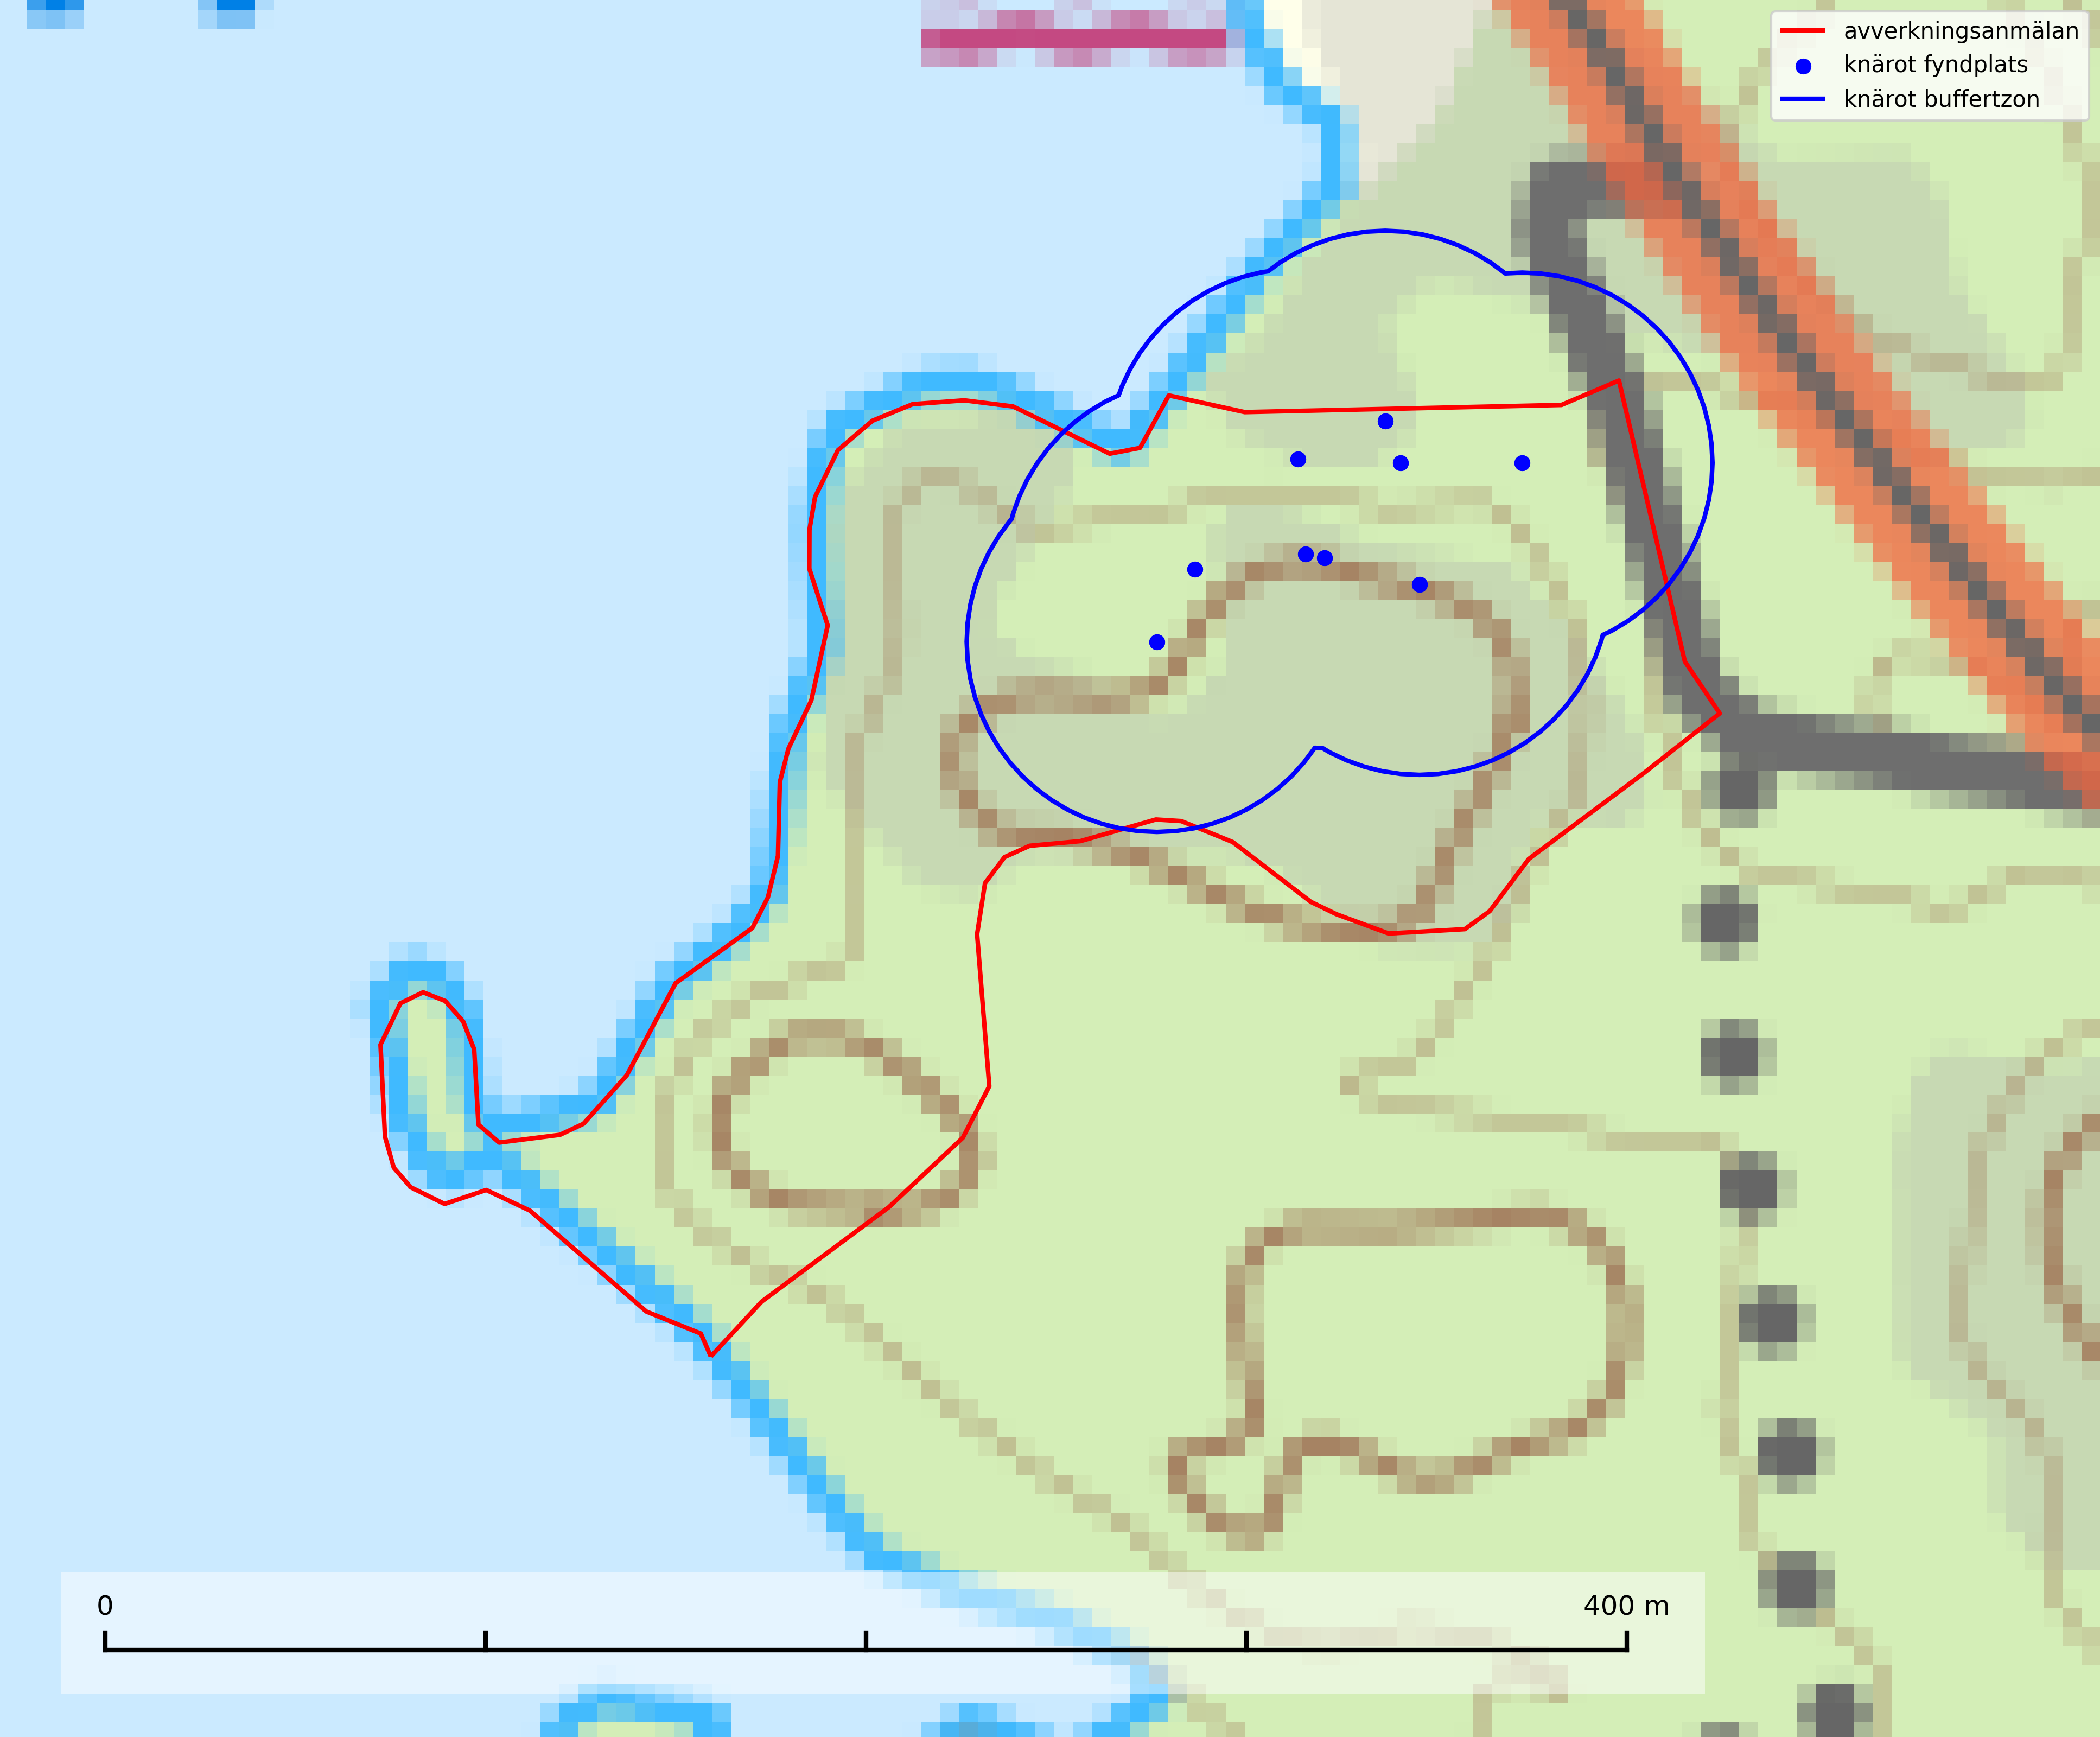 avverkningsanmälan
knärot fyndplats
knärot buffertzon
0
400 m